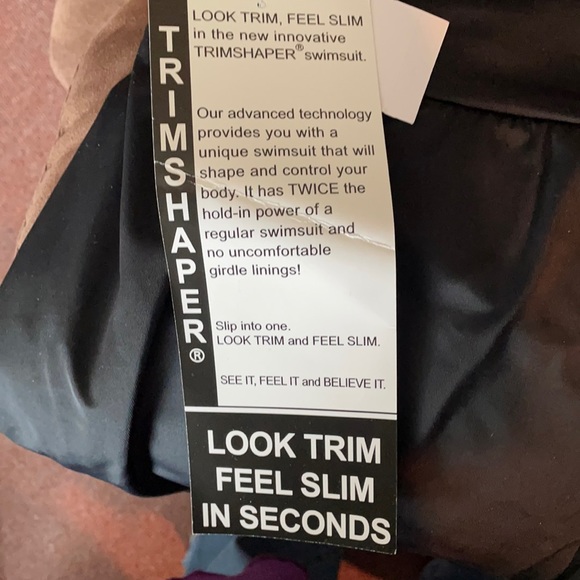 TRIMSHAPER®
LOOK TRIM, FEEL SLIM
in the new innovative
TRIMSHAPER® swimsuit.
Our advanced technology
provides you with a
unique swimsuit that will
shape and control your
body. It has TWICE the
hold-in power of a
regular swimsuit and
no uncomfortable
girdle linings!
Slip into one.
LOOK TRIM and FEEL SLIM.
SEE IT, FEEL IT and BELIEVE IT.
LOOK TRIM
FEEL SLIM
IN SECONDS